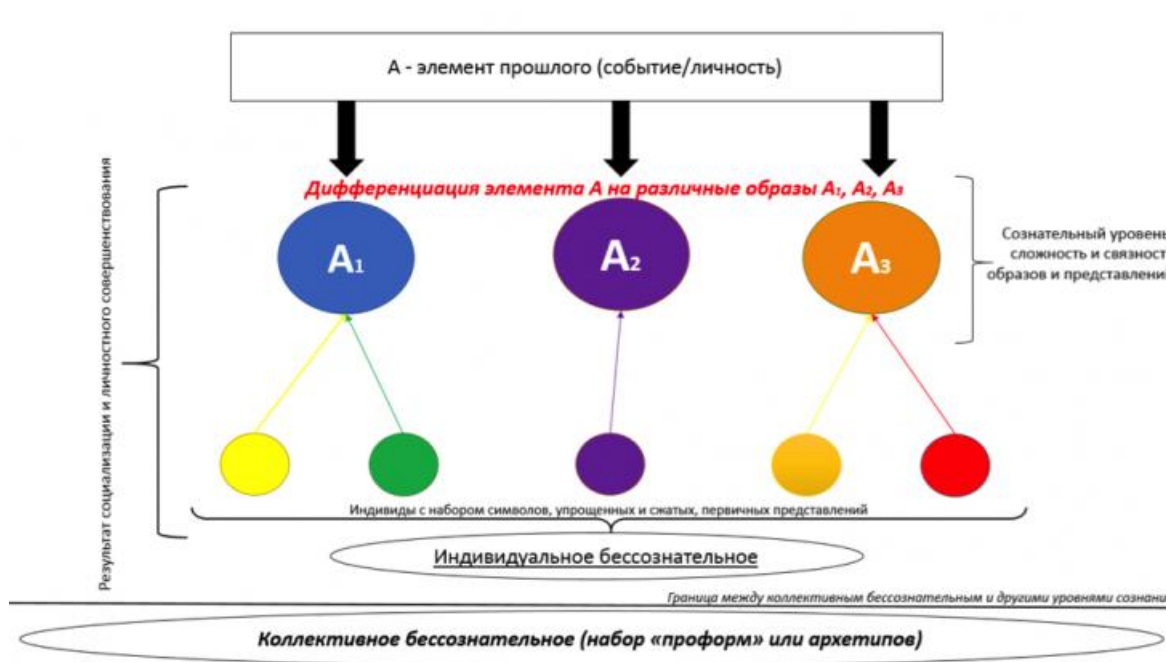 А - элемент прошлого (событие/личность)
Дифференциация элемента А на различные образы А₁, А₂, А₃
А₁
А₂
А₃
Сознательный уровень
сложность и связност
образов и представлени
Результат социализации и личностного совершенствования
Индивиды с набором символов, упрощенных и сжатых, первичных представлений
Индивидуальное бессознательное
Граница между коллективным бессознательным и другими уровнями сознани
Коллективное бессознательное (набор «проформ» или архетипов)